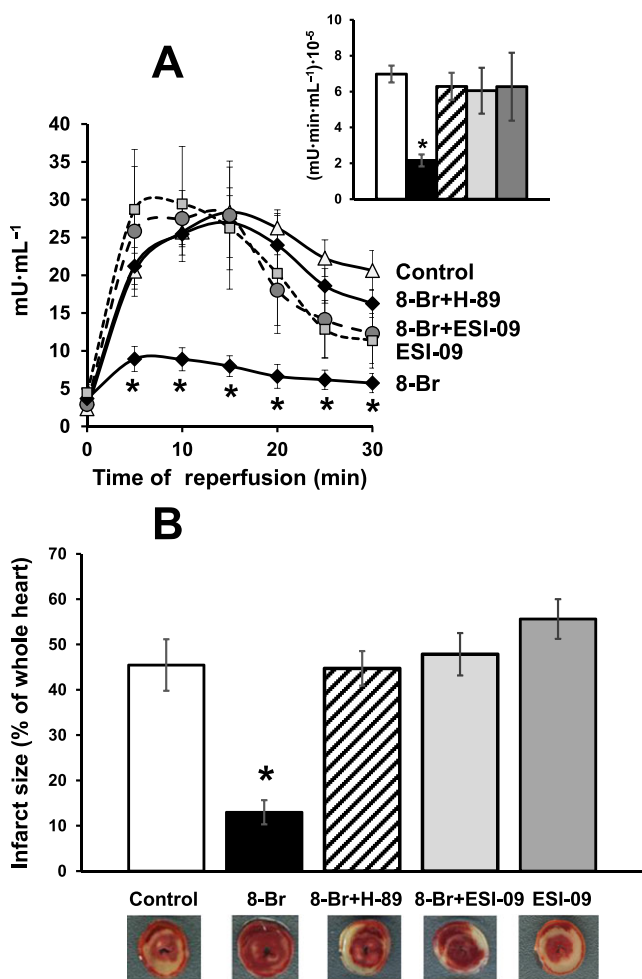 A
(mU·min·mL⁻¹)·10⁻⁵
10
8
6
4
2
0
*
mU·mL⁻¹
40
35
30
25
20
15
10
5
0
Control
8-Br+H-89
8-Br+ESI-09
ESI-09
8-Br
* * * * * *
0 10 20 30
Time of reperfusion (min)
B
Infarct size (% of whole heart)
70
60
50
40
30
20
10
0
*
Control 8-Br 8-Br+H-89 8-Br+ESI-09 ESI-09